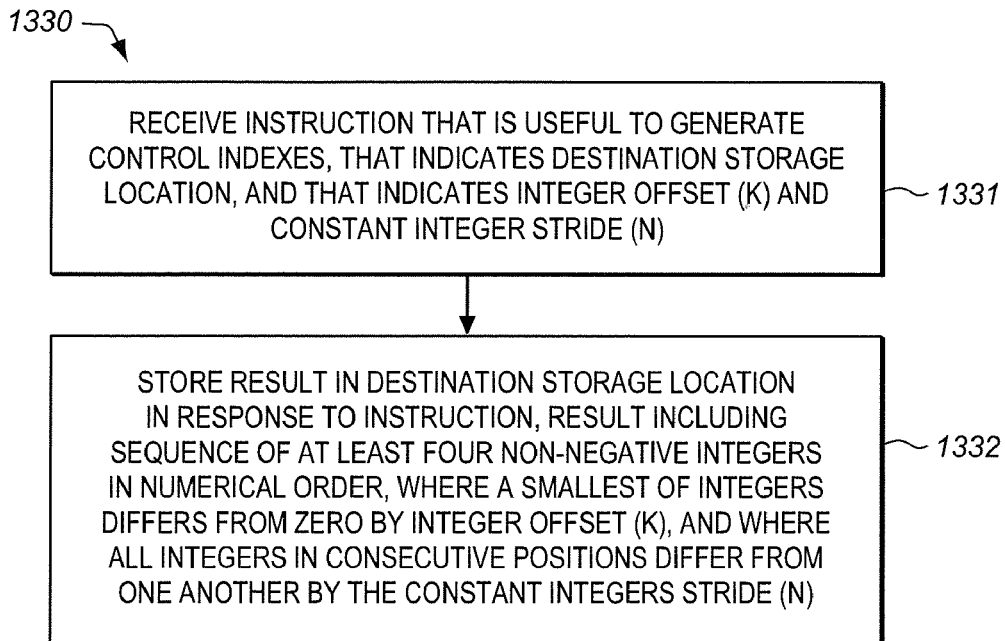 1330
RECEIVE INSTRUCTION THAT IS USEFUL TO GENERATE
CONTROL INDEXES, THAT INDICATES DESTINATION STORAGE
LOCATION, AND THAT INDICATES INTEGER OFFSET (K) AND
CONSTANT INTEGER STRIDE (N)
1331
STORE RESULT IN DESTINATION STORAGE LOCATION
IN RESPONSE TO INSTRUCTION, RESULT INCLUDING
SEQUENCE OF AT LEAST FOUR NON-NEGATIVE INTEGERS
IN NUMERICAL ORDER, WHERE A SMALLEST OF INTEGERS
DIFFERS FROM ZERO BY INTEGER OFFSET (K), AND WHERE
ALL INTEGERS IN CONSECUTIVE POSITIONS DIFFER FROM
ONE ANOTHER BY THE CONSTANT INTEGERS STRIDE (N)
1332